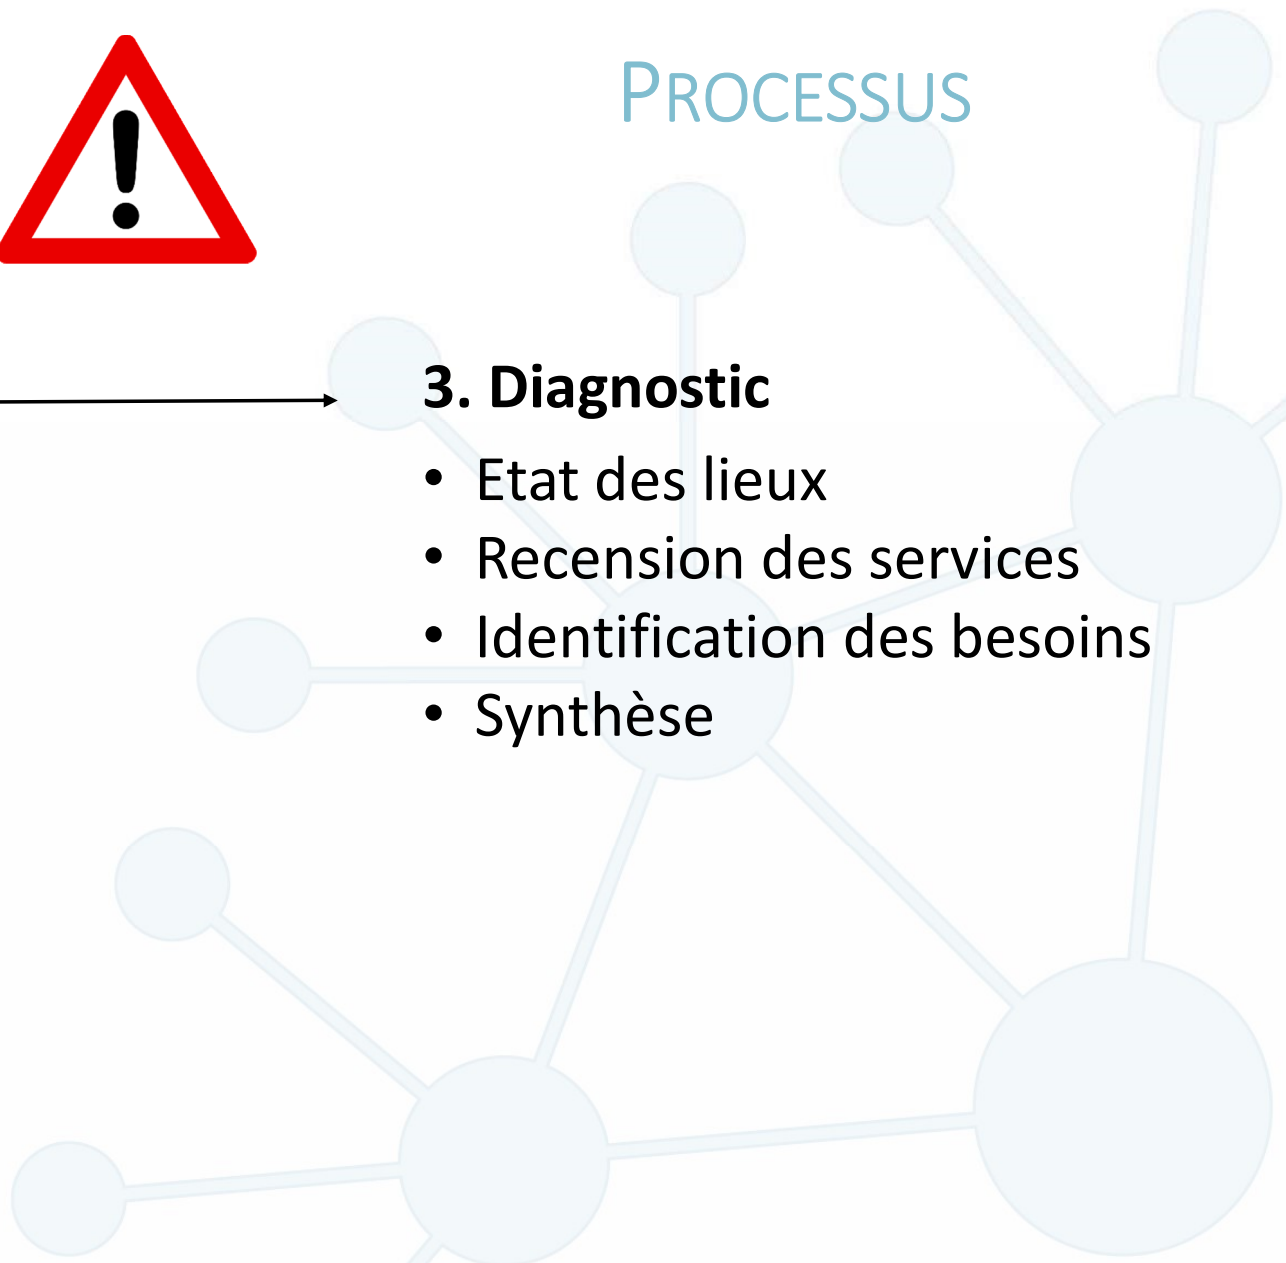 PROCESSUS
3. Diagnostic
• Etat des lieux
• Recension des services
• Identification des besoins
• Synthèse